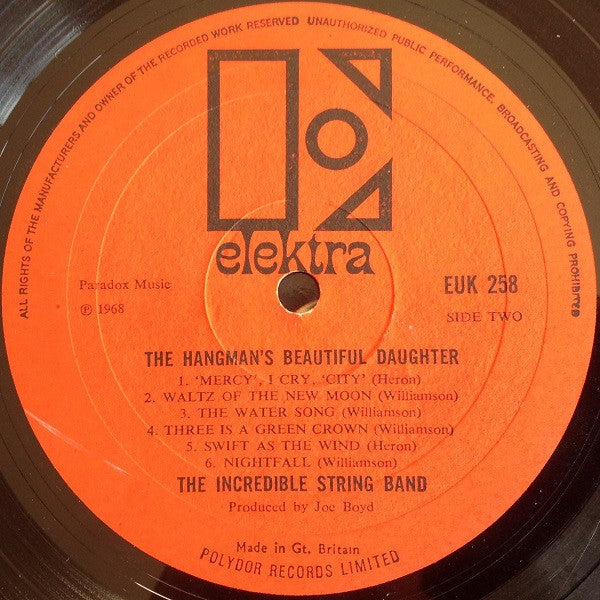 ALL RIGHTS OF THE MANUFACTURERS AND OWNER OF THE RECORDED WORK RESERVED UNAUTHORIZED PUBLIC PERFORMANCE, BROADCASTING AND COPYING PROHIBITED
elektra
Paradox Music
℗ 1968
EUK 258
SIDE TWO
THE HANGMAN'S BEAUTIFUL DAUGHTER
1. 'MERCY', I CRY, 'CITY' (Heron)
2. WALTZ OF THE NEW MOON (Williamson)
3. THE WATER SONG (Williamson)
4. THREE IS A GREEN CROWN (Williamson)
5. SWIFT AS THE WIND (Heron)
6. NIGHTFALL (Williamson)
THE INCREDIBLE STRING BAND
Produced by Joe Boyd
Made in Gt. Britain
POLYDOR RECORDS LIMITED